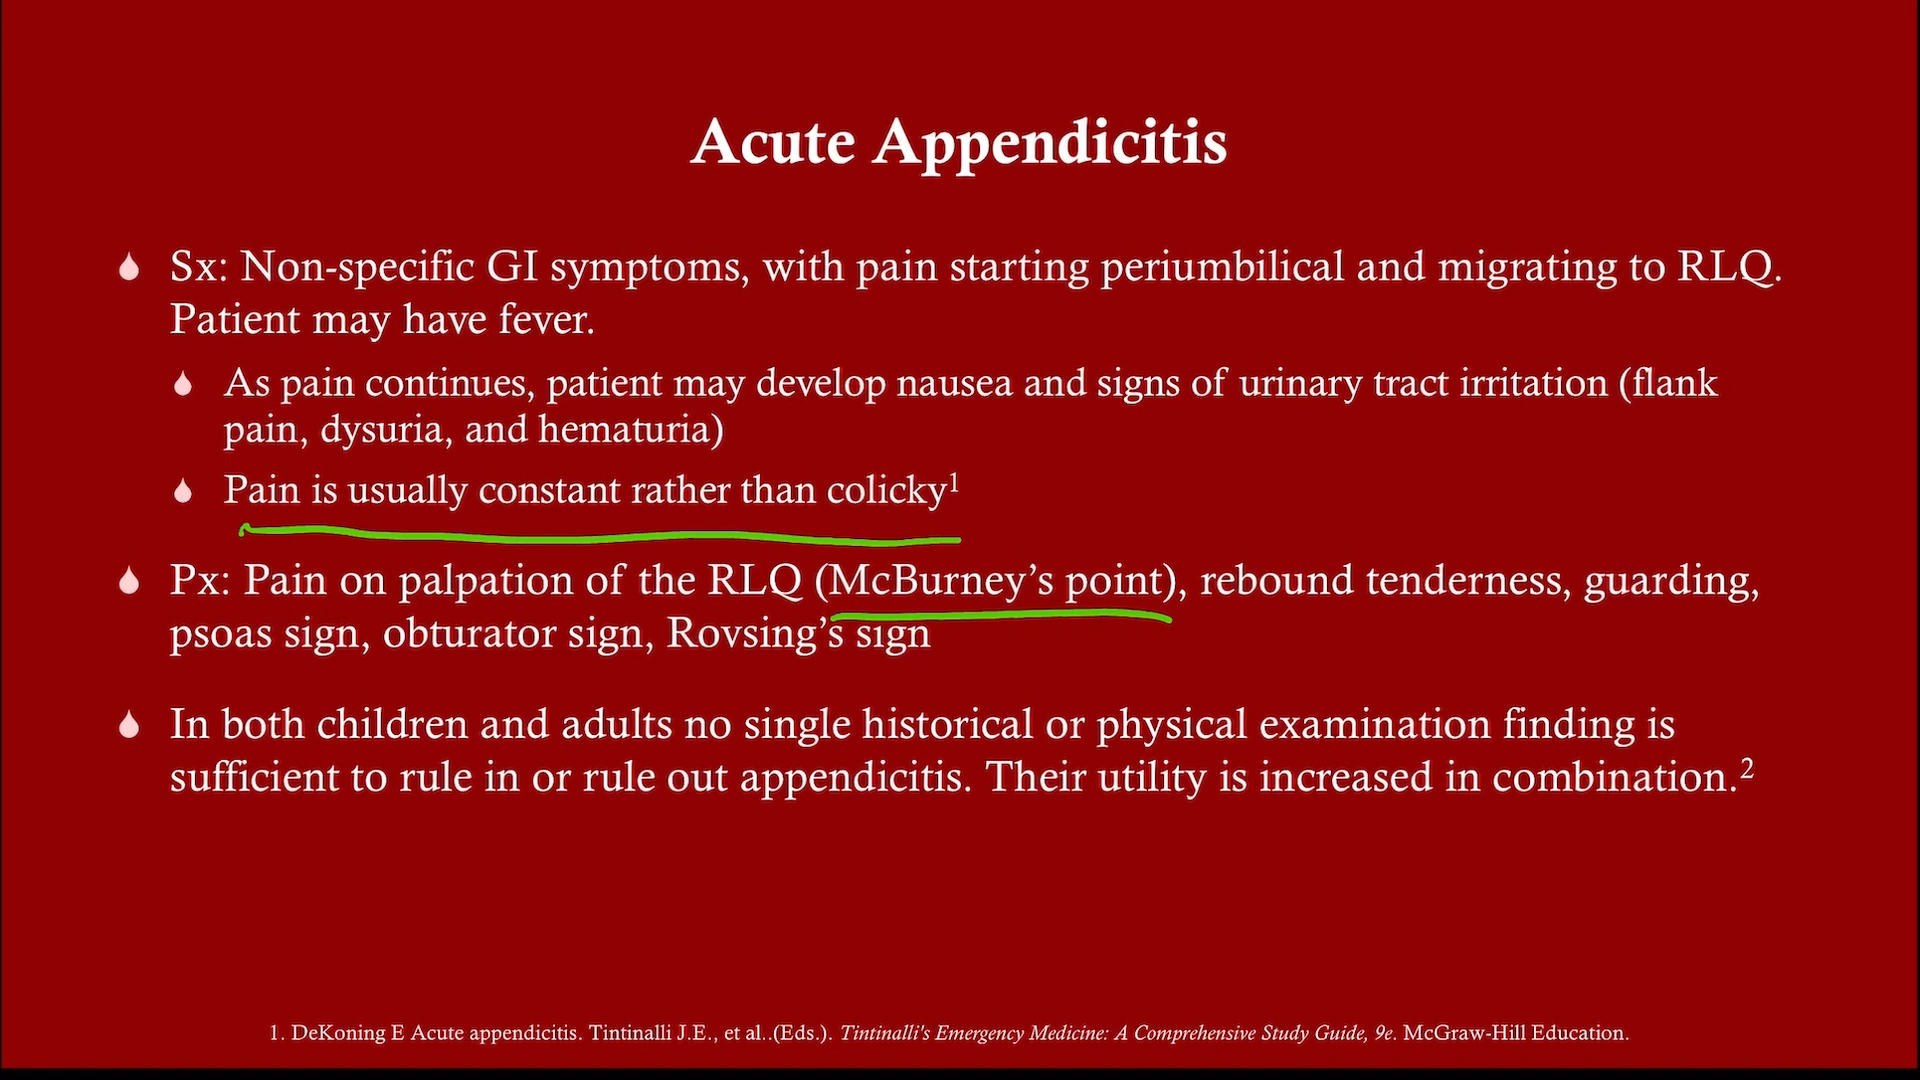 Acute Appendicitis
Sx: Non-specific GI symptoms, with pain starting periumbilical and migrating to RLQ.
Patient may have fever.
As pain continues, patient may develop nausea and signs of urinary tract irritation (flank
pain, dysuria, and hematuria)
Pain is usually constant rather than colicky¹
Px: Pain on palpation of the RLQ (McBurney’s point), rebound tenderness, guarding,
psoas sign, obturator sign, Rovsing’s sign
In both children and adults no single historical or physical examination finding is
sufficient to rule in or rule out appendicitis. Their utility is increased in combination.²
1. DeKoning E Acute appendicitis. Tintinalli J.E., et al..(Eds.). Tintinalli's Emergency Medicine: A Comprehensive Study Guide, 9e. McGraw-Hill Education.